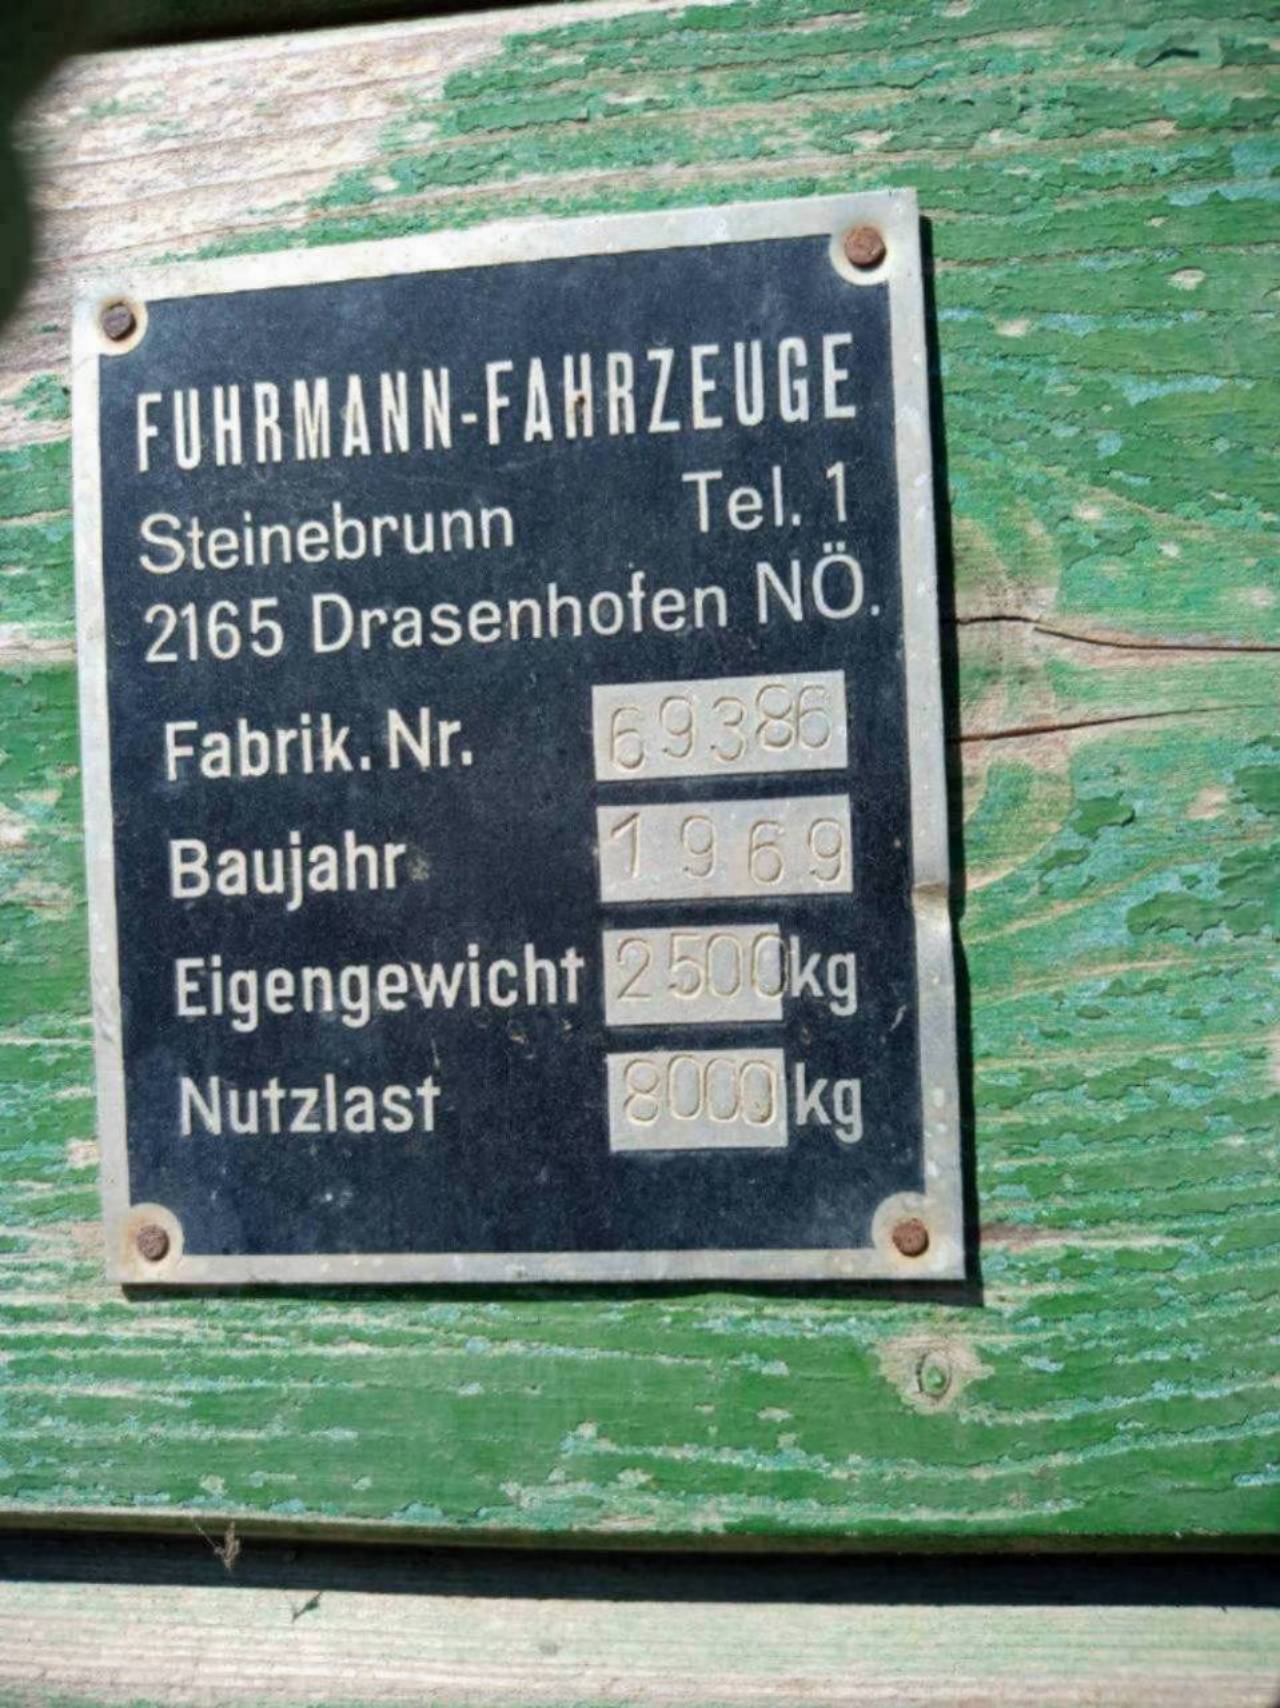 FUHRMANN-FAHRZEUGE
Steinebrunn Tel. 1
2165 Drasenhofen NÖ.
Fabrik. Nr. 69386
Baujahr 1969
Eigengewicht 2500 kg
Nutzlast 8000 kg